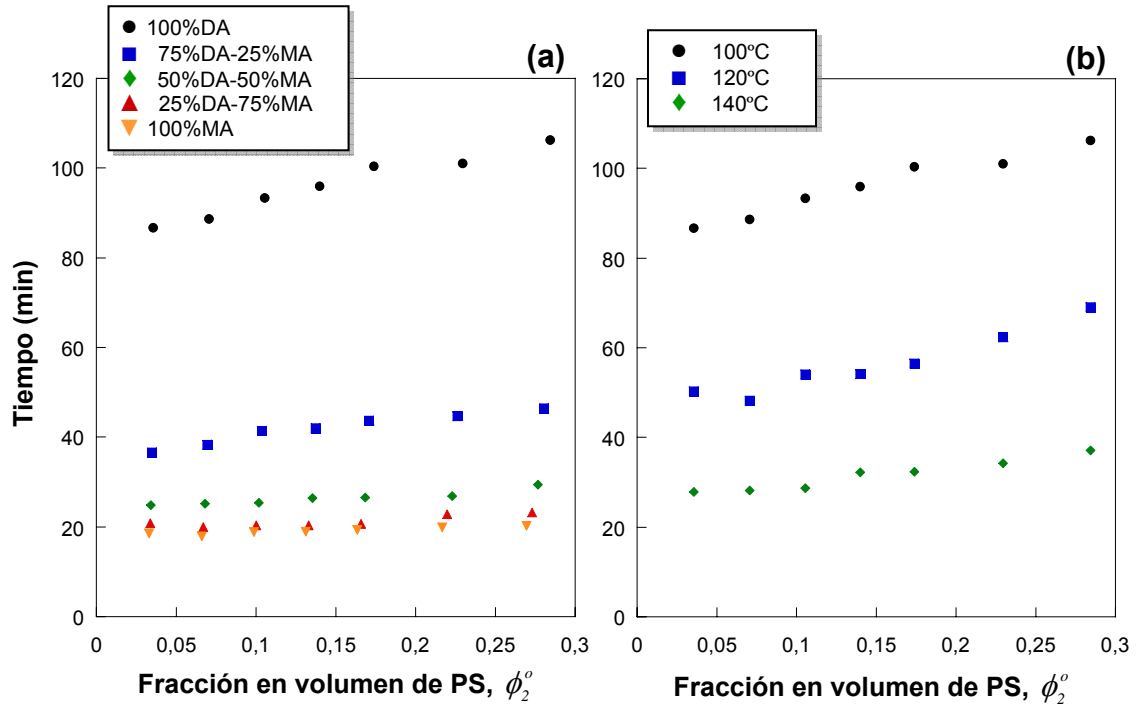 100%DA
75%DA-25%MA
50%DA-50%MA
25%DA-75%MA
100%MA
(a)
100ºC
120ºC
140ºC
(b)
Tiempo (min)
120
100
80
60
40
20
0
0 0,05 0,1 0,15 0,2 0,25 0,3
Fracción en volumen de PS, ϕ₂ᵒ
120
100
80
60
40
20
0
0 0,05 0,1 0,15 0,2 0,25 0,3
Fracción en volumen de PS, ϕ₂ᵒ